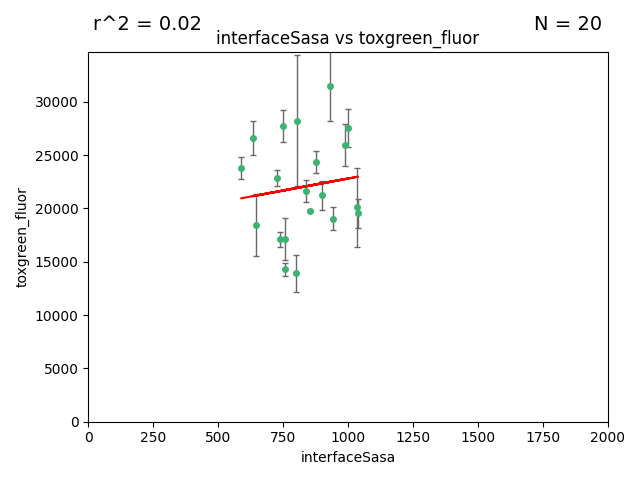 r^2 = 0.02
N = 20
interfaceSasa vs toxgreen_fluor
30000
25000
20000
15000
10000
5000
0
toxgreen_fluor
0 250 500 750 1000 1250 1500 1750 2000
interfaceSasa